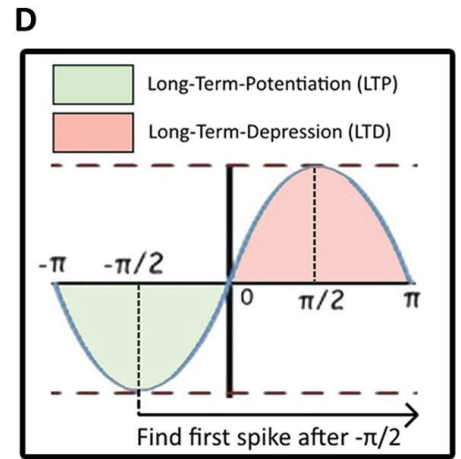 D
Long-Term-Potentiation (LTP)
Long-Term-Depression (LTD)
-π -π/2
0 π/2 π
Find first spike after -π/2